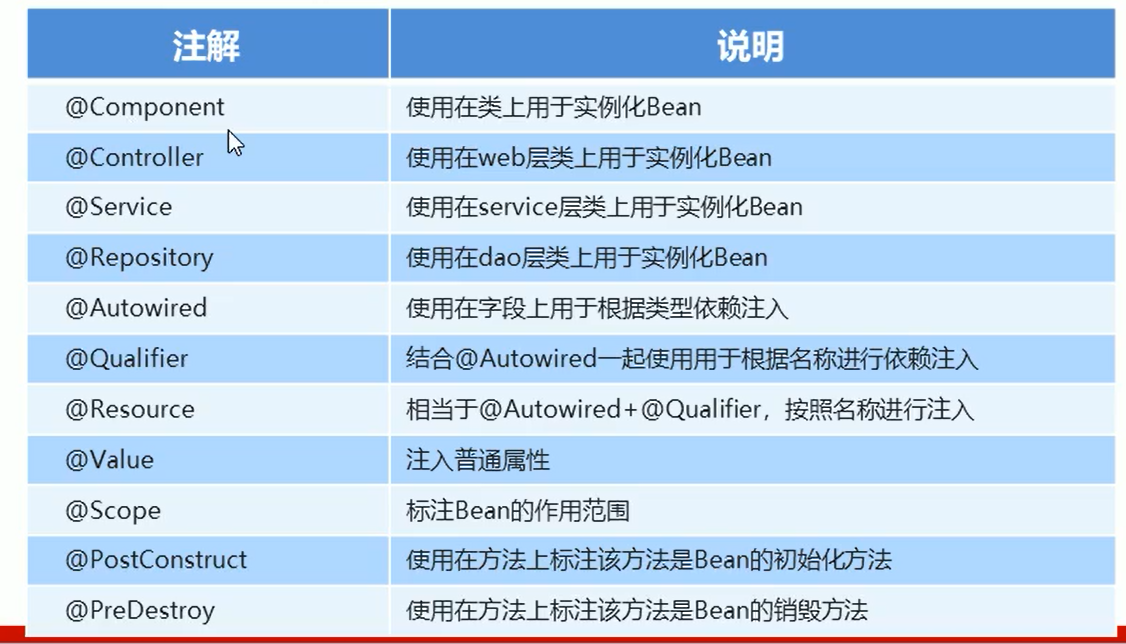 注解 说明
@Component 使用在类上用于实例化Bean
@Controller 使用在web层类上用于实例化Bean
@Service 使用在service层类上用于实例化Bean
@Repository 使用在dao层类上用于实例化Bean
@Autowired 使用在字段上用于根据类型依赖注入
@Qualifier 结合@Autowired一起使用用于根据名称进行依赖注入
@Resource 相当于@Autowired+@Qualifier，按照名称进行注入
@Value 注入普通属性
@Scope 标注Bean的作用范围
@PostConstruct 使用在方法上标注该方法是Bean的初始化方法
@PreDestroy 使用在方法上标注该方法是Bean的销毁方法